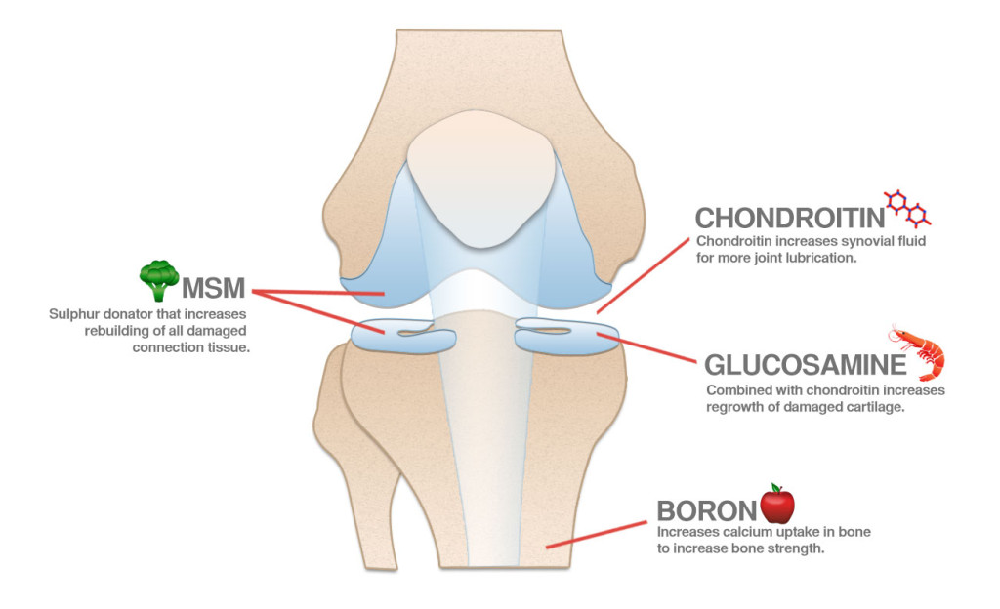 CHONDROITIN
Chondroitin increases synovial fluid
for more joint lubrication.
MSM
Sulphur donator that increases
rebuilding of all damaged
connection tissue.
GLUCOSAMINE
Combined with chondroitin increases
regrowth of damaged cartilage.
BORON
Increases calcium uptake in bone
to increase bone strength.